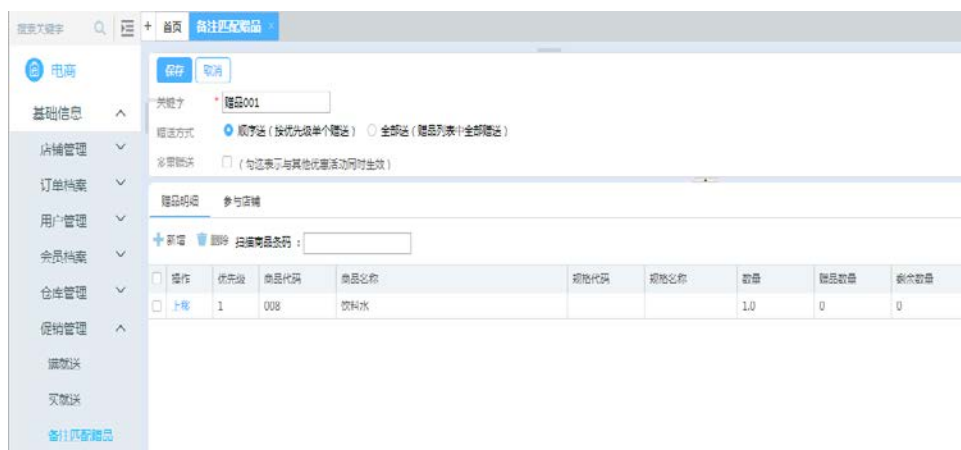 搜索关键字
+ 首页 备注匹配赠品 ×
电商
基础信息
店铺管理
订单档案
用户管理
会员档案
仓库管理
促销管理
满就送
买就送
备注匹配赠品
保存 取消
关键字 * 赠品001
赠送方式 顺序送（按优先级单个赠送） 全部送（赠品列表中全部赠送）
多重赠送 （勾选表示与其他优惠活动同时生效）
赠品明细 参与店铺
新增 删除 扫描商品条码：
操作 优先级 商品代码 商品名称 规格代码 规格名称 数量 赠品数量 剩余数量
上移 1 008 饮料水 1.0 0 0